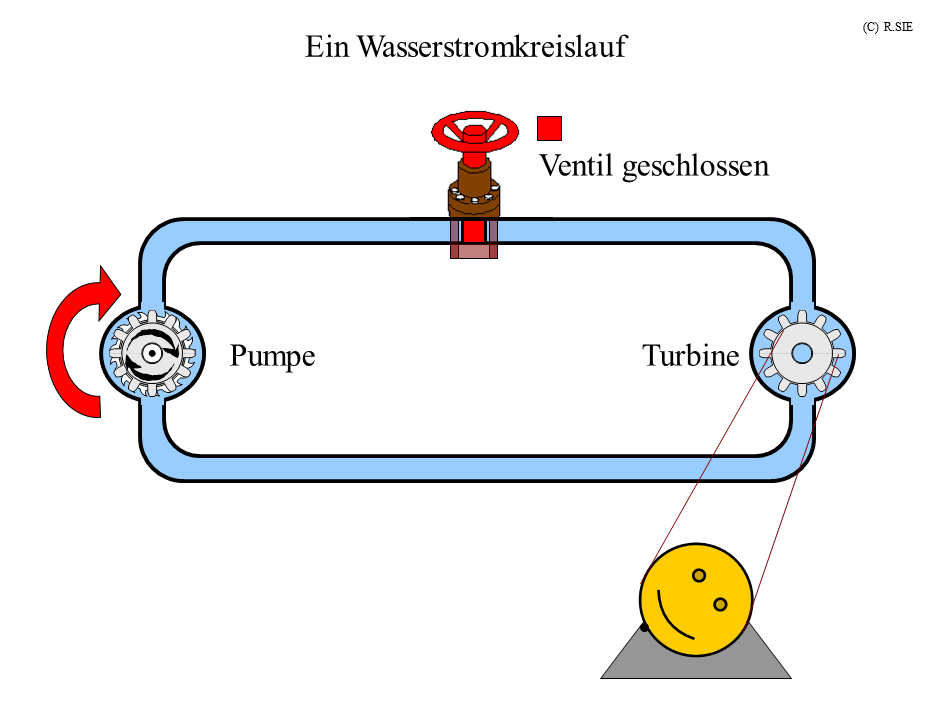 (C) R.SIE
Ein Wasserstromkreislauf
Ventil geschlossen
Pumpe
Turbine